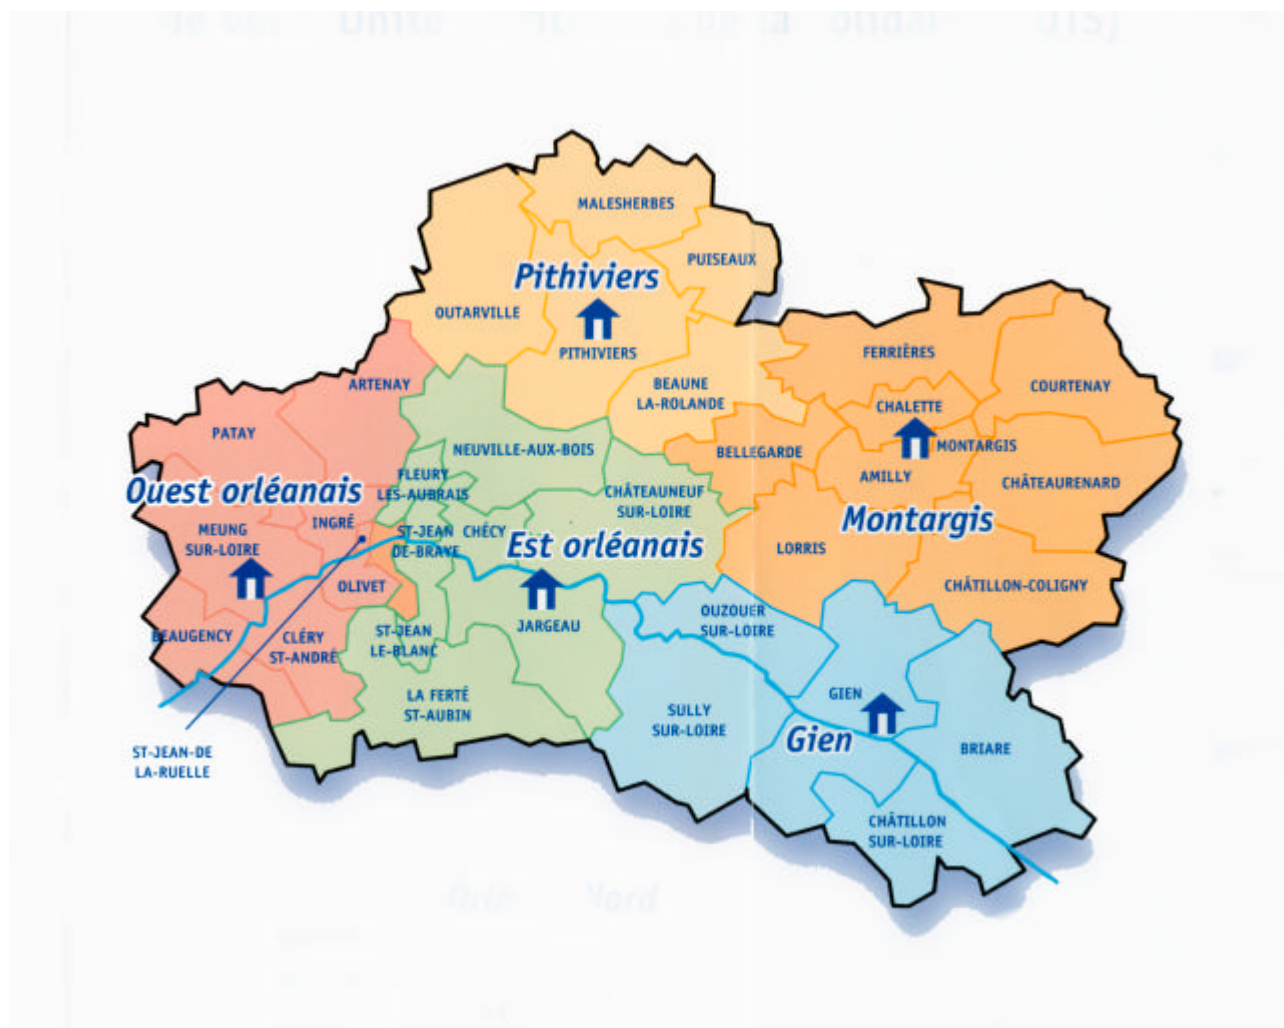 MALESHERBES
PUISEAUX
Pithiviers
OUTARVILLE
PITHIVIERS
BEAUNE
LA-ROLANDE
FERRIÈRES
COURTENAY
CHALETTE
MONTARGIS
BELLEGARDE
AMILLY
CHÂTEAURENARD
Montargis
LORRIS
CHÂTILLON-COLIGNY
ARTENAY
PATAY
Ouest orléanais
INGRÉ
MEUNG
SUR-LOIRE
OLIVET
BEAUGENCY
CLÉRY
ST-ANDRÉ
ST-JEAN-DE
LA-RUELLE
NEUVILLE-AUX-BOIS
FLEURY
LES-AUBRAIS
CHÂTEAUNEUF
SUR-LOIRE
ST-JEAN
DE-BRAYE
CHÉCY
Est orléanais
JARGEAU
ST-JEAN
LE-BLANC
LA FERTÉ
ST-AUBIN
OUZOUER
SUR-LOIRE
SULLY
SUR-LOIRE
GIEN
Gien
BRIARE
CHÂTILLON
SUR-LOIRE